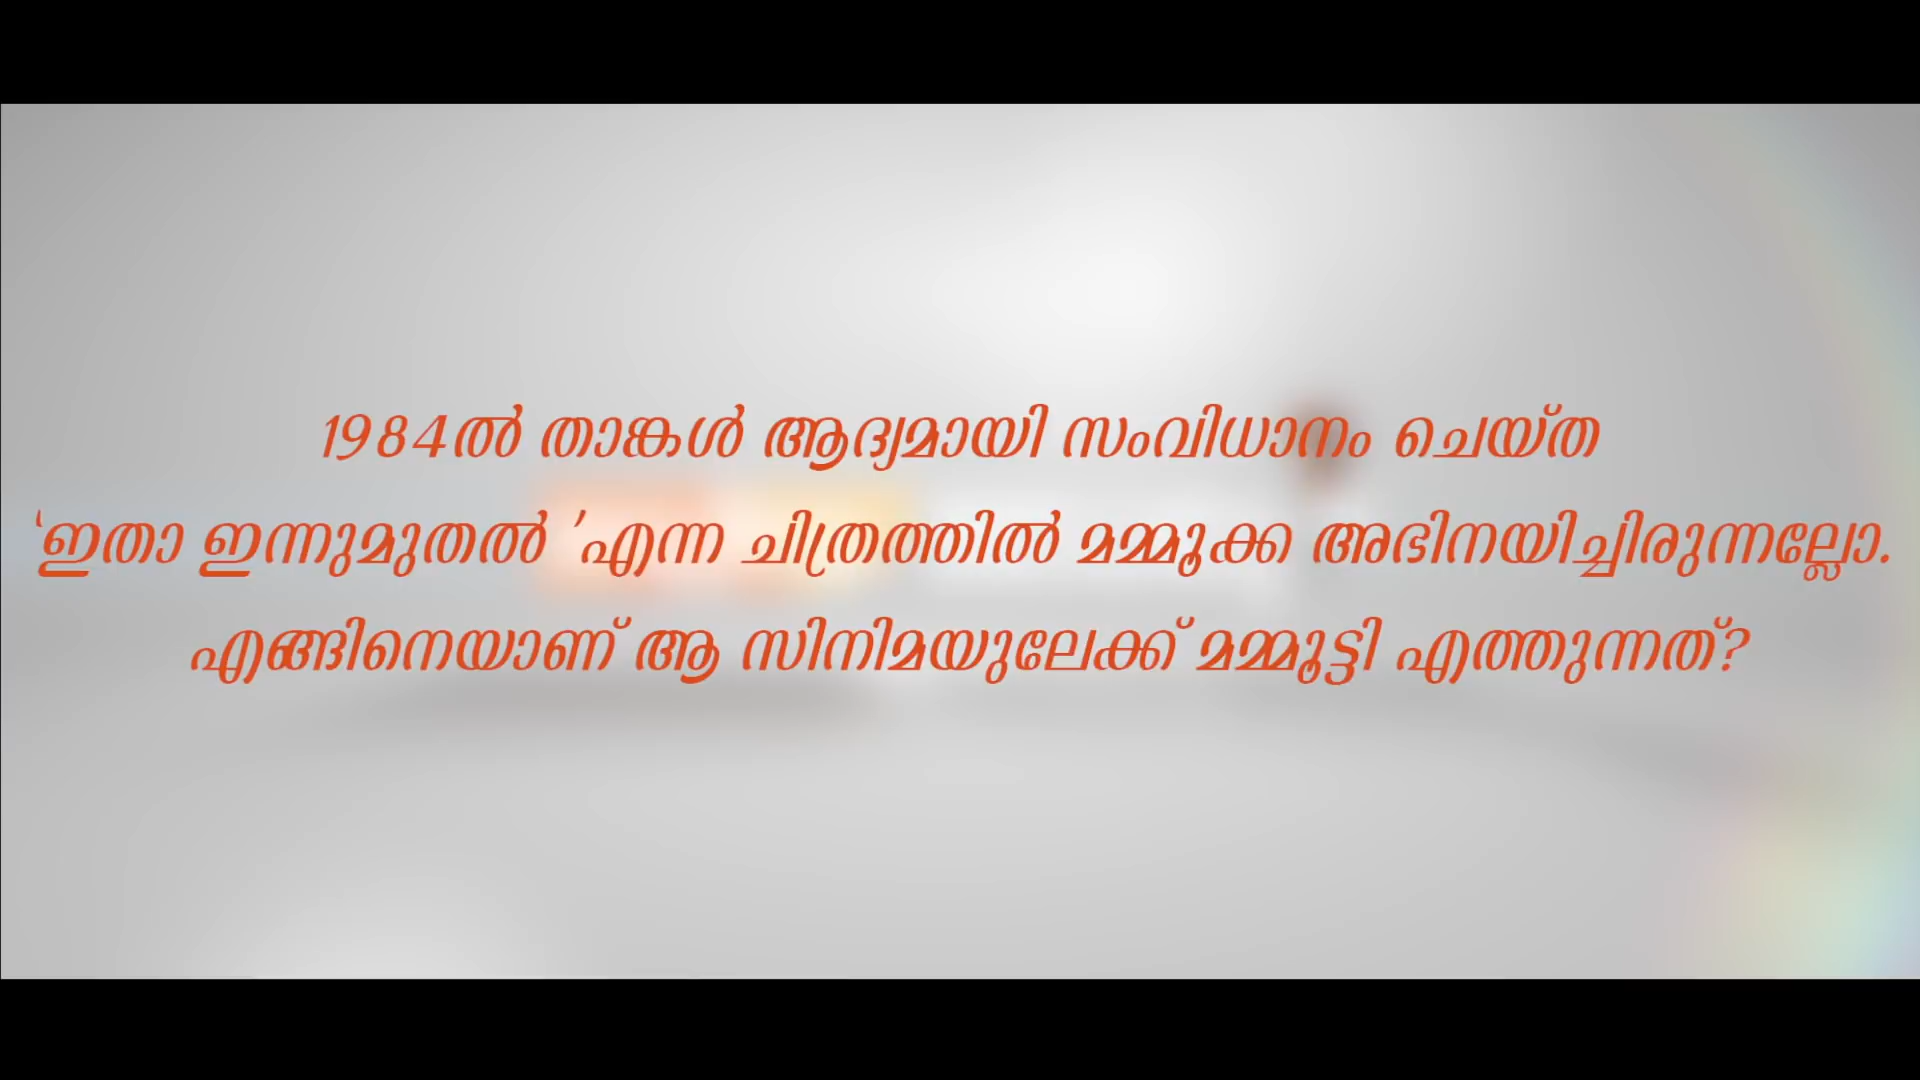 1984ൽ താങ്കൾ ആദ്യമായി സംവിധാനം ചെയ്ത
‘ഇതാ ഇന്നുമുതൽ ’എന്ന ചിത്രത്തിൽ മമ്മൂക്ക അഭിനയിച്ചിരുന്നല്ലോ.
എങ്ങിനെയാണ് ആ സിനിമയുലേക്ക് മമ്മൂട്ടി എത്തുന്നത്?